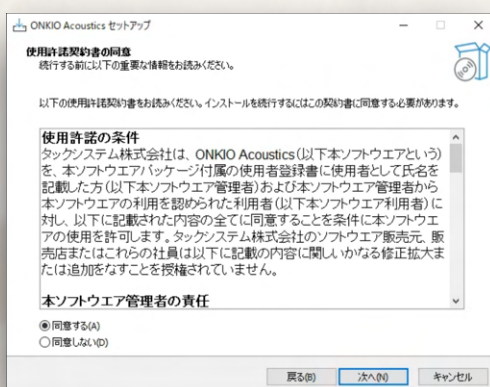 ONKIO Acoustics セットアップ
使用許諾契約書の同意
続行する前に以下の重要な情報をお読みください。
以下の使用許諾契約書をお読みください。インストールを続行するにはこの契約書に同意する必要があります。
使用許諾の条件
タックシステム株式会社は、ONKIO Acoustics(以下本ソフトウエアという)
を、本ソフトウエアパッケージ付属の使用者登録書に使用者として氏名を
記載した方(以下本ソフトウエア管理者)および本ソフトウエア管理者から
本ソフトウエアの利用を認められた利用者(以下本ソフトウエア利用者)に
対し、以下に記載された内容の全てに同意することを条件に本ソフトウエ
アの使用を許可します。タックシステム株式会社のソフトウエア販売元、販
売店またはこれらの社員は以下に記載の内容に関しいかなる修正拡大ま
たは追加をなすことを授権されていません。
本ソフトウエア管理者の責任
同意する(A)
同意しない(D)
戻る(B) 次へ(N) キャンセル